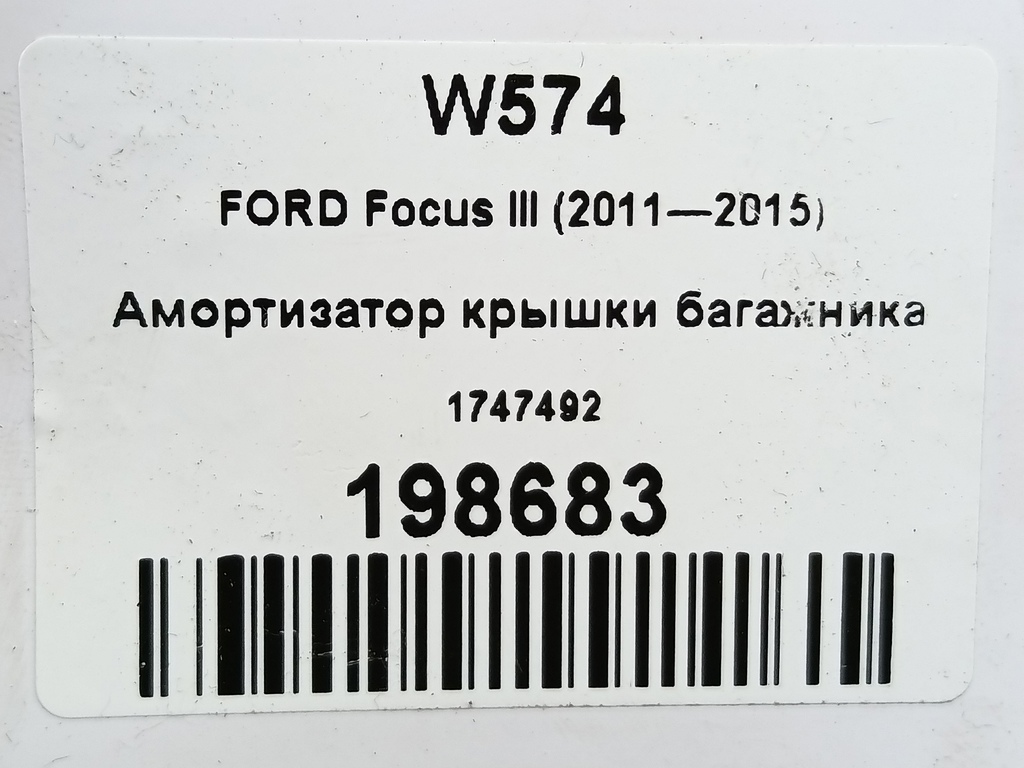 W574
FORD Focus III (2011—2015)
Амортизатор крышки багажника
1747492
198683